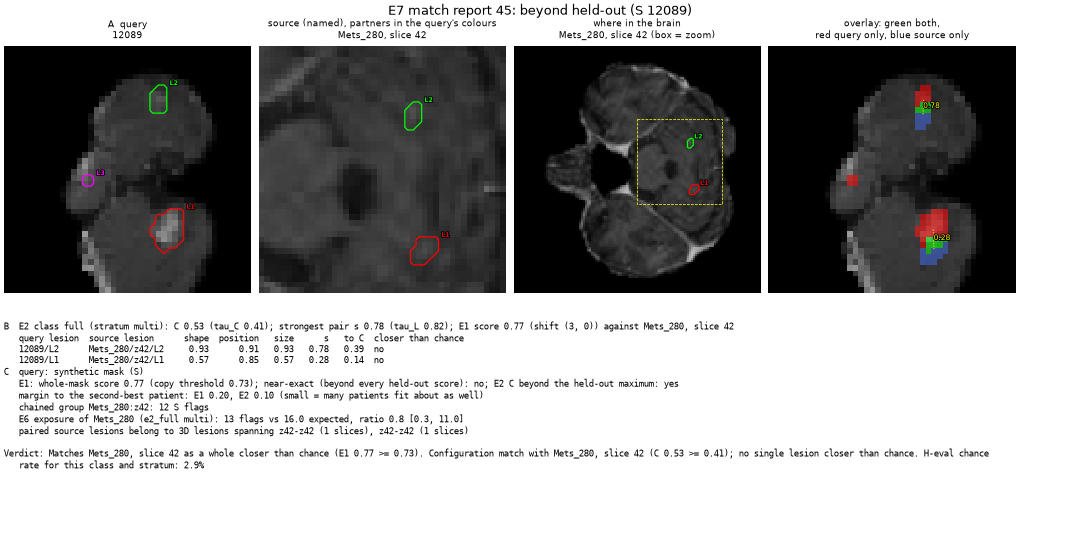 E7 match report 45: beyond held-out (S 12089)
A query
12089
source (named), partners in the query's colours
Mets_280, slice 42
where in the brain
Mets_280, slice 42 (box = zoom)
overlay: green both,
red query only, blue source only
L2
L3
L1
L2
L1
L2
L1
0.78
0.28
B E2 class full (stratum multi): C 0.53 (tau_C 0.41); strongest pair s 0.78 (tau_L 0.82); E1 score 0.77 (shift (3, 0)) against Mets_280, slice 42
query lesion source lesion shape position size s to C closer than chance
12089/L2 Mets_280/z42/L2 0.93 0.91 0.93 0.78 0.39 no
12089/L1 Mets_280/z42/L1 0.57 0.85 0.57 0.28 0.14 no
C query: synthetic mask (S)
E1: whole-mask score 0.77 (copy threshold 0.73); near-exact (beyond every held-out score): no; E2 C beyond the held-out maximum: yes
margin to the second-best patient: E1 0.20, E2 0.10 (small = many patients fit about as well)
chained group Mets_280:z42: 12 S flags
E6 exposure of Mets_280 (e2_full multi): 13 flags vs 16.0 expected, ratio 0.8 [0.3, 11.0]
paired source lesions belong to 3D lesions spanning z42-z42 (1 slices), z42-z42 (1 slices)
Verdict: Matches Mets_280, slice 42 as a whole closer than chance (E1 0.77 >= 0.73). Configuration match with Mets_280, slice 42 (C 0.53 >= 0.41); no single lesion closer than chance. H-eval chance
rate for this class and stratum: 2.9%